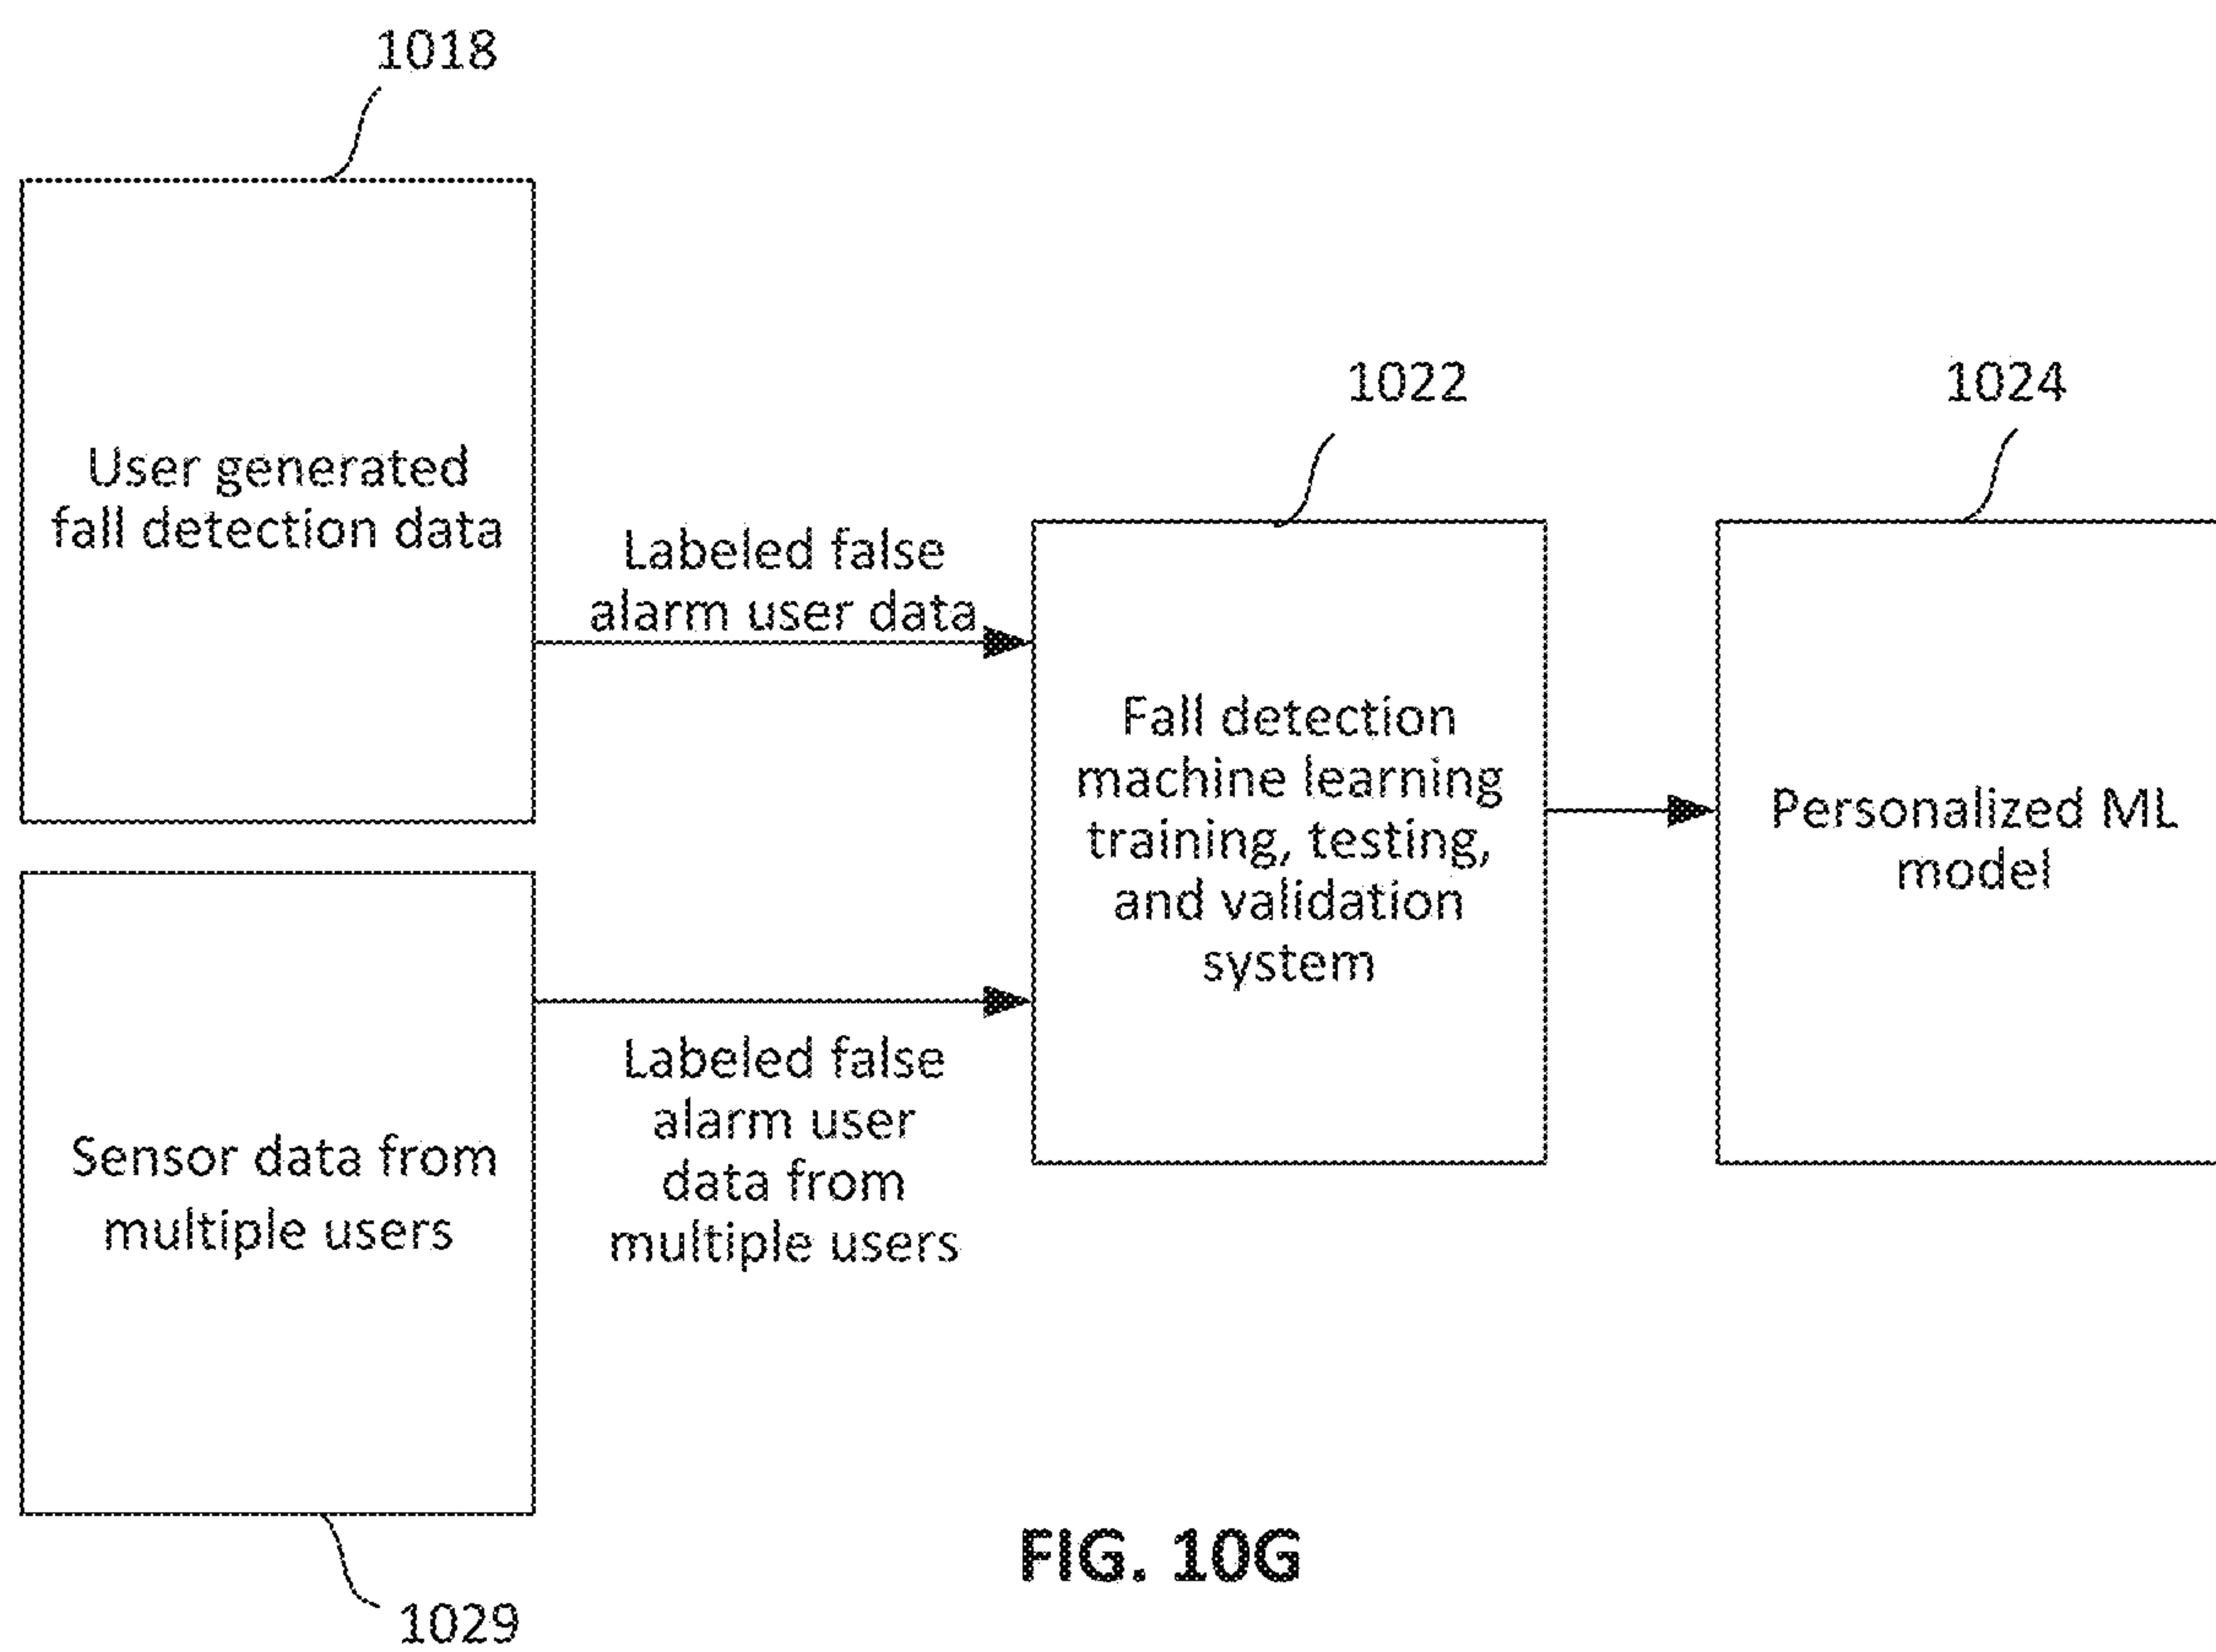 1018
User generated
fall detection data
Labeled false
alarm user data
1022
Fall detection
machine learning
training, testing,
and validation
system
1024
Personalized ML
model
Sensor data from
multiple users
Labeled false
alarm user
data from
multiple users
1029
FIG. 10G